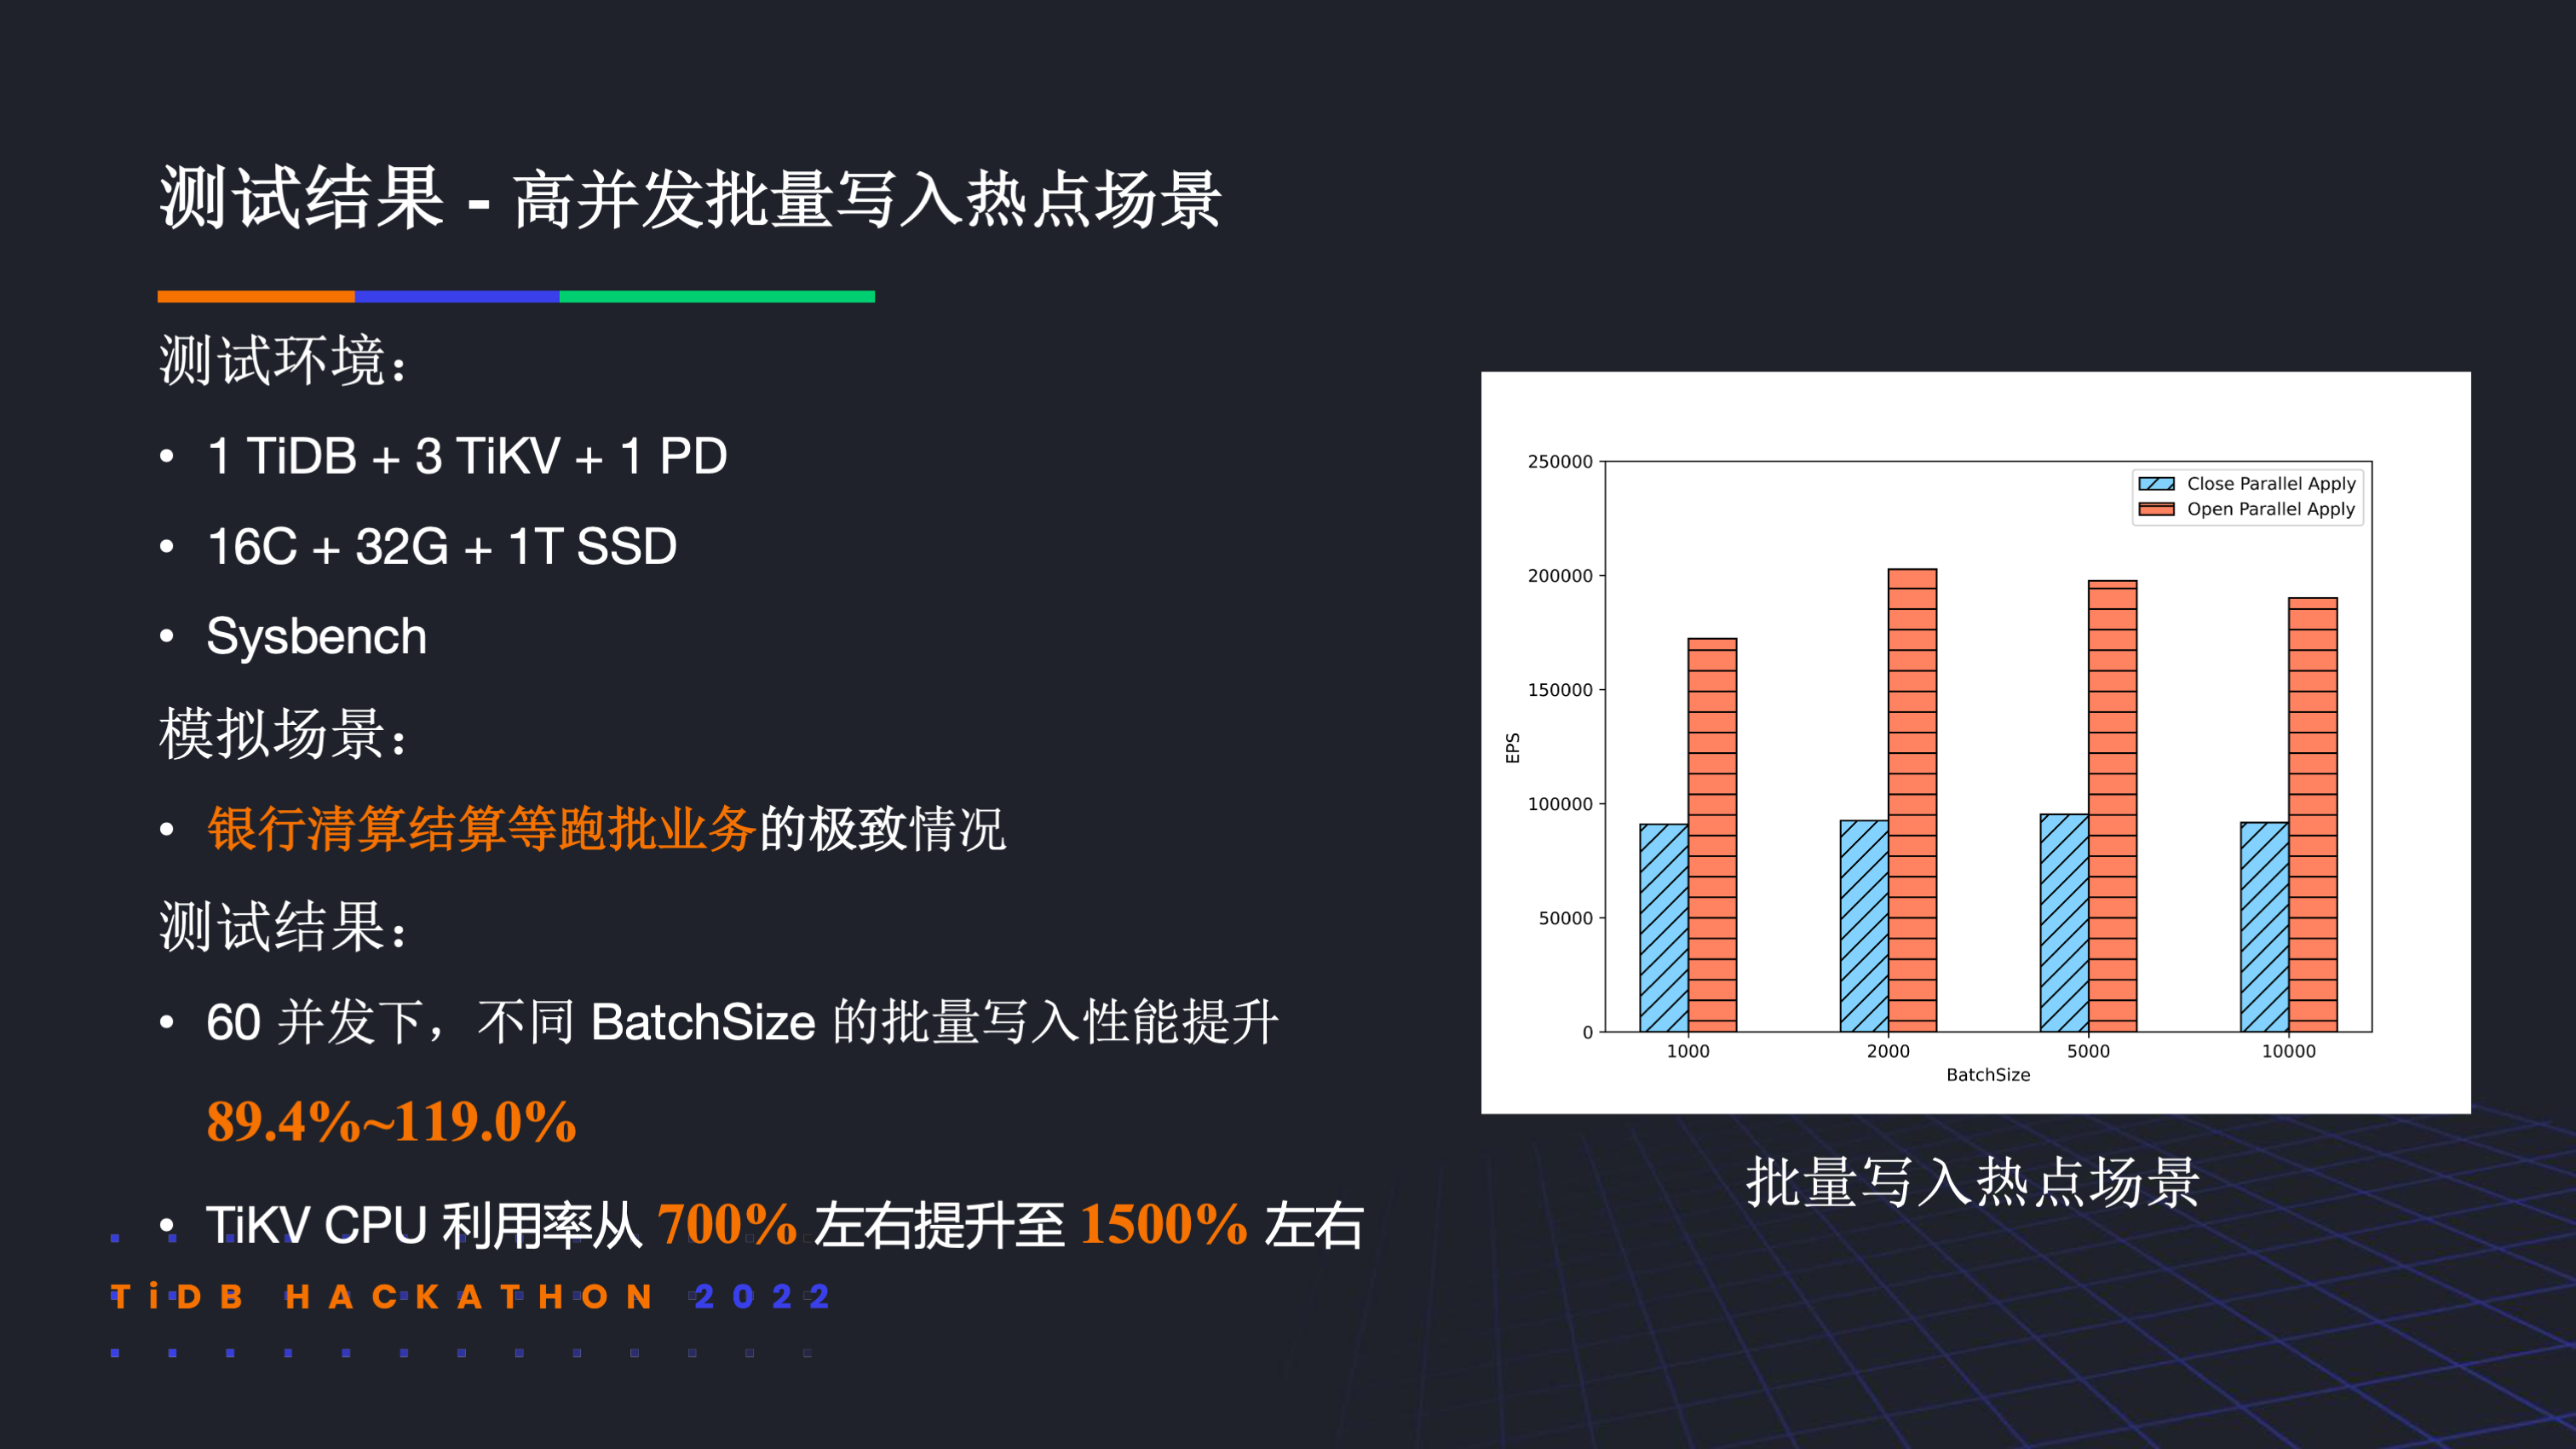 测试结果 - 高并发批量写入热点场景
测试环境：
• 1 TiDB + 3 TiKV + 1 PD
• 16C + 32G + 1T SSD
• Sysbench
模拟场景：
• 银行清算结算等跑批业务的极致情况
测试结果：
• 60 并发下，不同 BatchSize 的批量写入性能提升
89.4%~119.0%
• TiKV CPU 利用率从 700% 左右提升至 1500% 左右
TiDB HACKATHON 2022
Close Parallel Apply
Open Parallel Apply
250000
200000
150000
100000
50000
0
EPS
1000 2000 5000 10000
BatchSize
批量写入热点场景